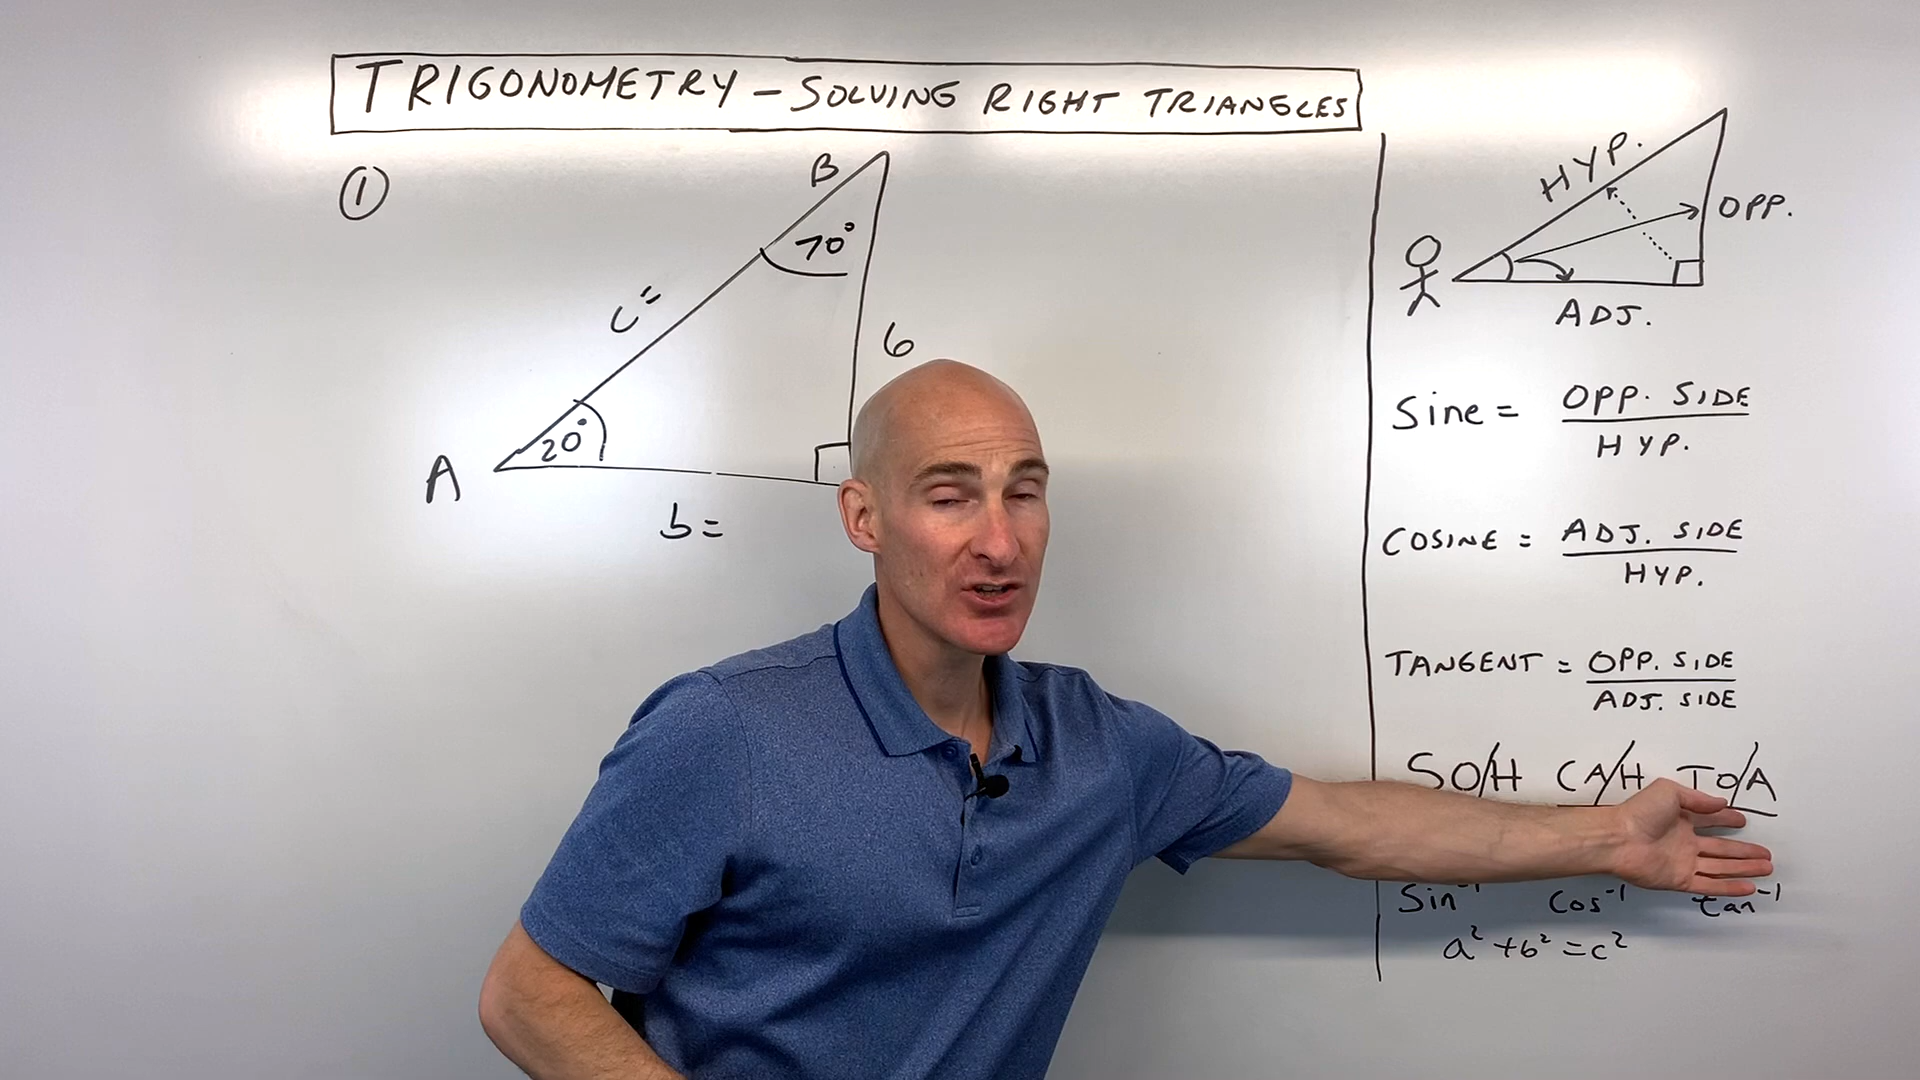 TRIGONOMETRY - SOLVING RIGHT TRIANGLES
①
B
70°
c=
6
20°
A
b=
HYP.
OPP.
ADJ.
Sine = OPP. SIDE
HYP.
COSINE = ADJ. SIDE
HYP.
TANGENT = OPP. SIDE
ADJ. SIDE
SO/H CA/H TO/A
Sin⁻¹ Cos⁻¹ tan⁻¹
a² + b² = c²